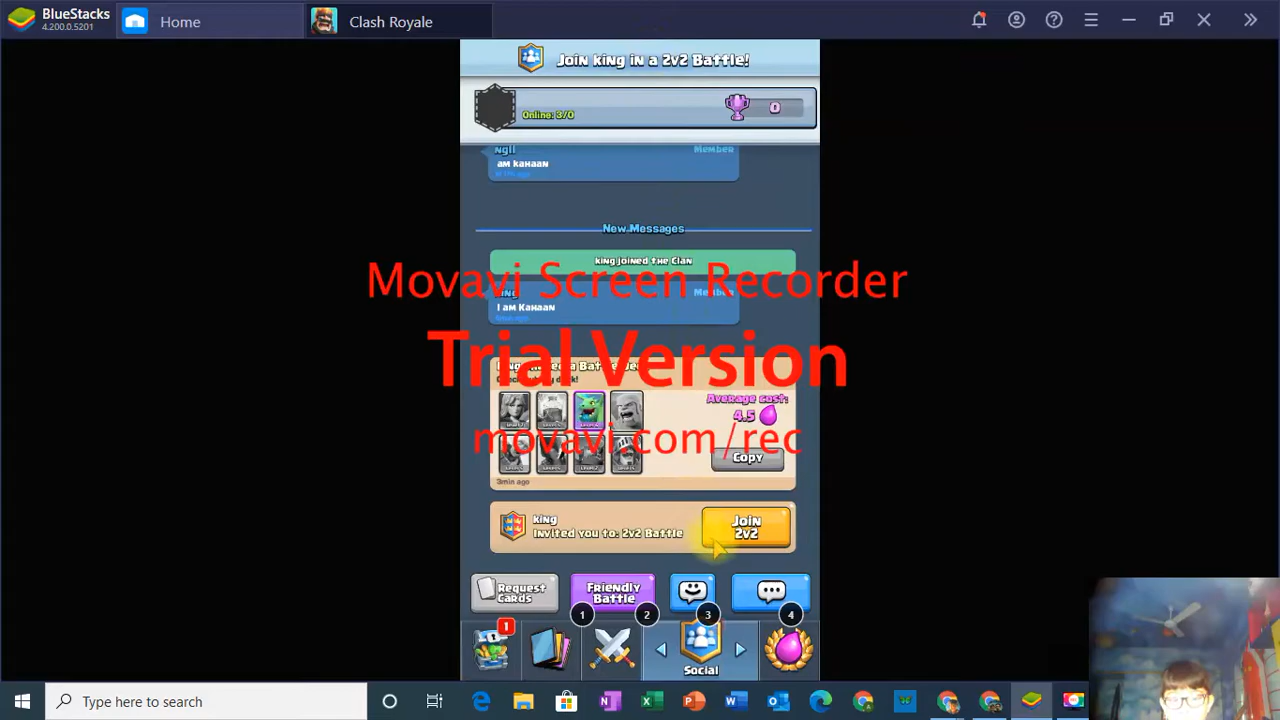 BlueStacks
4.200.0.5201
Home
Clash Royale
Join king in a 2v2 Battle!
Online: 3/0
0
ngll
Member
am kahaan
New Messages
king joined the Clan
Movavi Screen Recorder
Member
I am Kahaan
Trial Version
Average cost:
4.5
movavi.com/rec
Copy
3min ago
king
Invited you to: 2v2 Battle
Join
2v2
Request
Cards
Friendly
Battle
1
2
3
4
1
Social
Type here to search